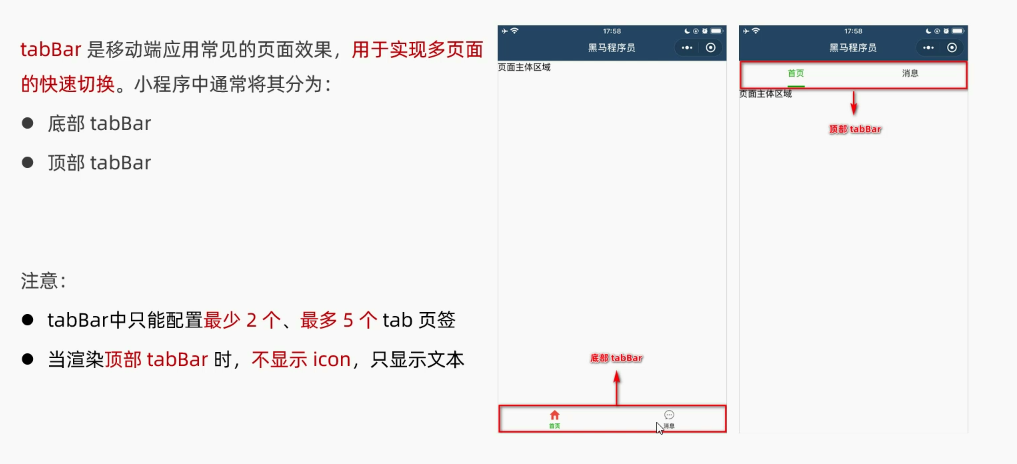 tabBar 是移动端应用常见的页面效果，用于实现多页面
的快速切换。小程序中通常将其分为：
● 底部 tabBar
● 顶部 tabBar
注意：
● tabBar中只能配置最少 2 个、最多 5 个 tab 页签
● 当渲染顶部 tabBar 时，不显示 icon，只显示文本
17:58
黑马程序员
页面主体区域
底部 tabBar
首页
消息
17:58
黑马程序员
首页
消息
页面主体区域
顶部 tabBar